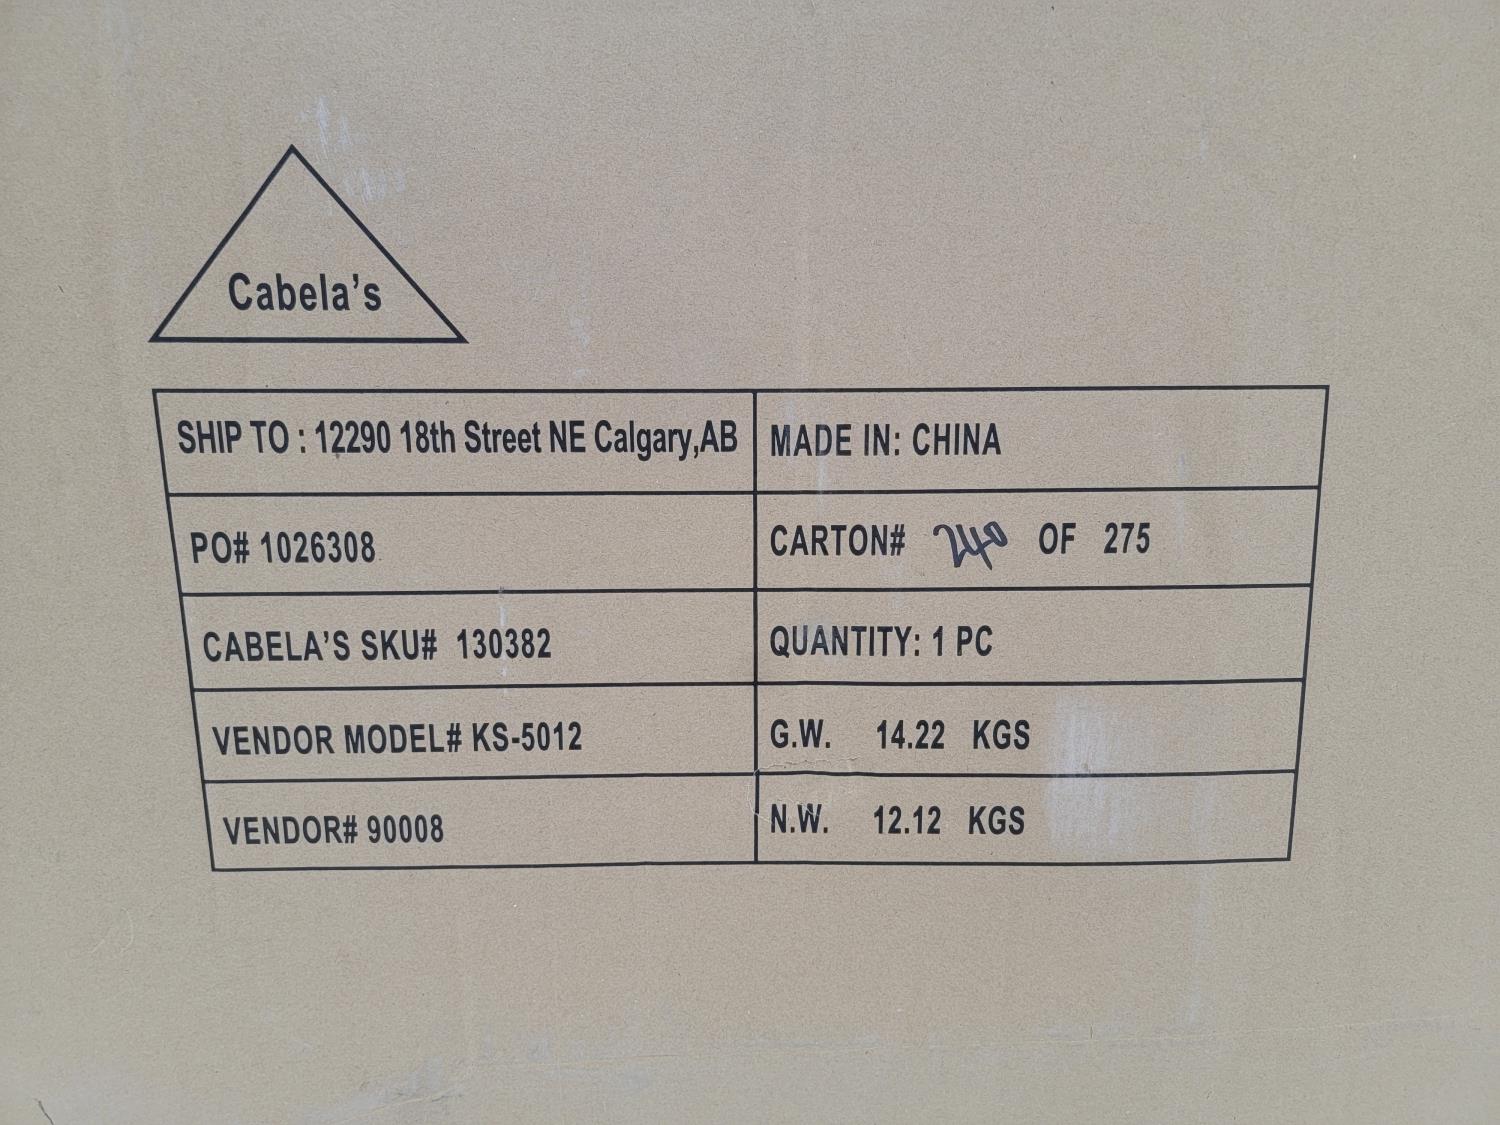 Cabela's
SHIP TO : 12290 18th Street NE Calgary,AB
MADE IN: CHINA
PO# 1026308
CARTON# 240 OF 275
CABELA'S SKU# 130382
QUANTITY: 1 PC
VENDOR MODEL# KS-5012
G.W. 14.22 KGS
VENDOR# 90008
N.W. 12.12 KGS